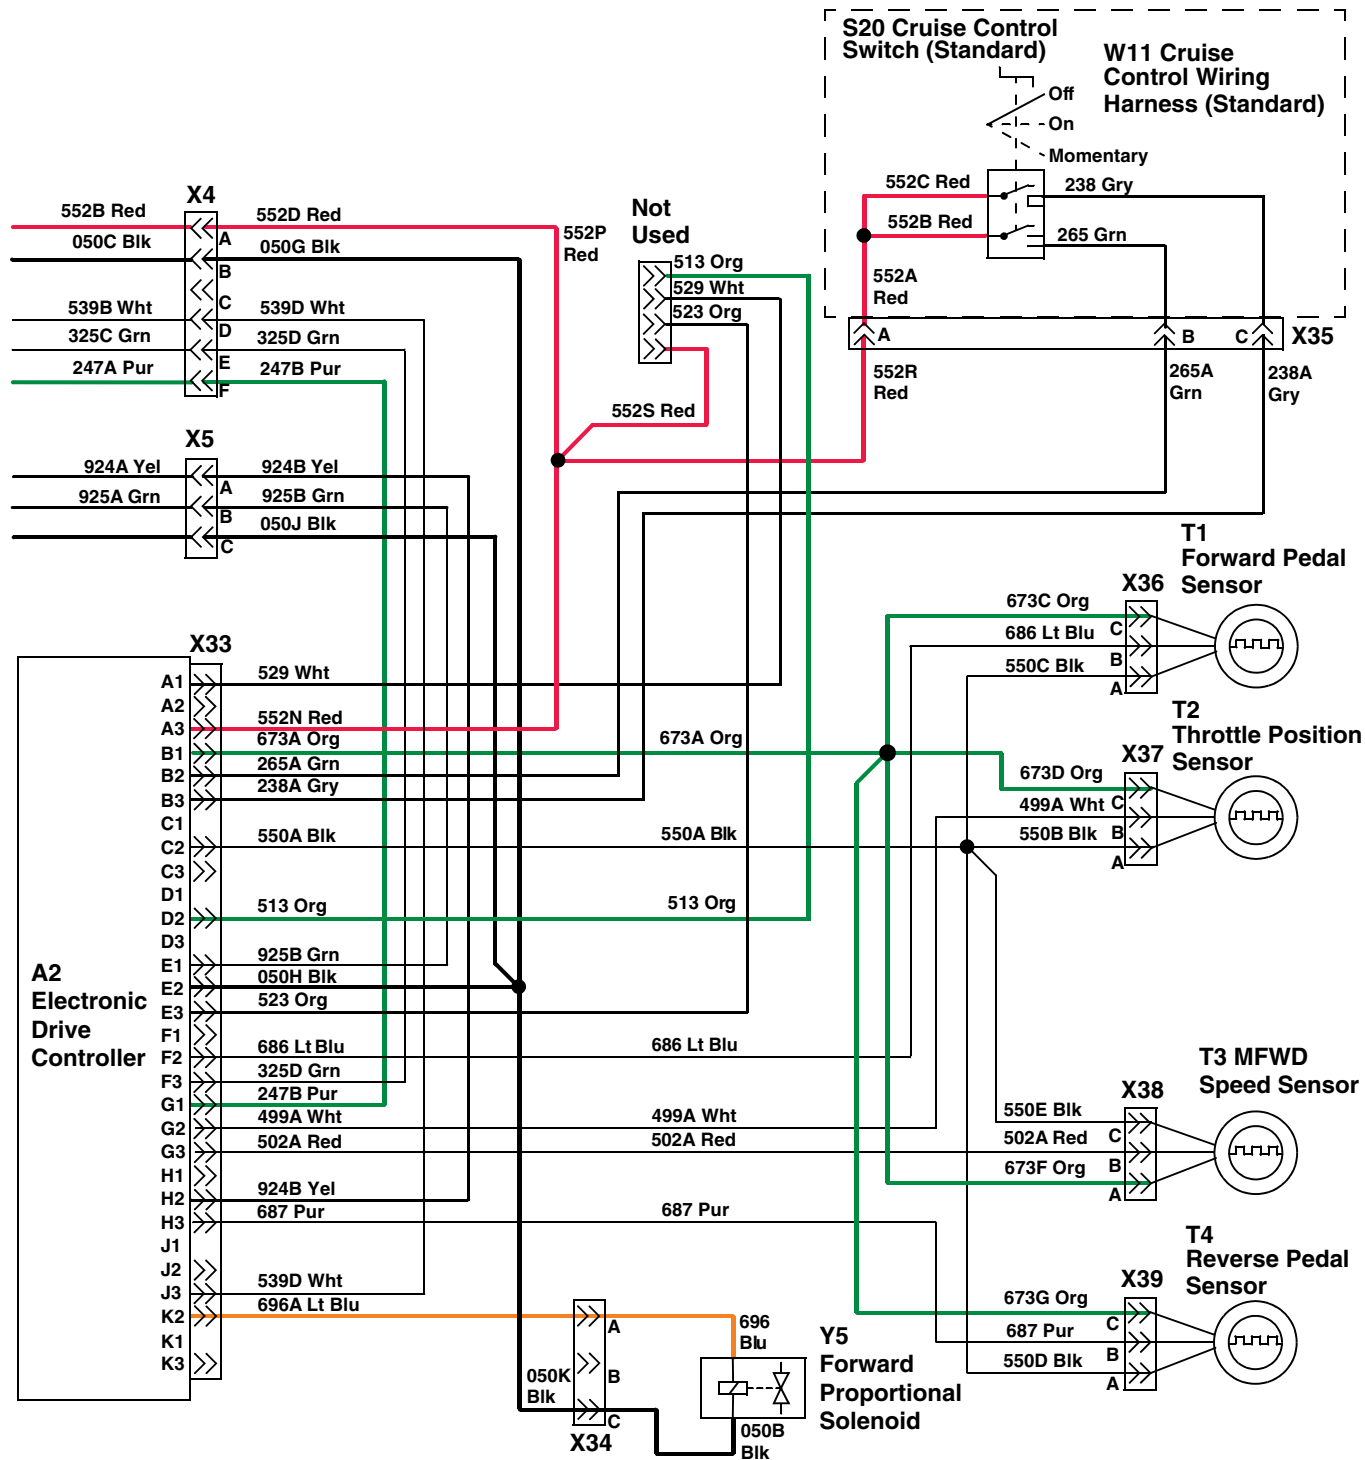 S20 Cruise Control
Switch (Standard)
W11 Cruise
Control Wiring
Harness (Standard)
Off
On
Momentary
552C Red
238 Gry
552B Red
265 Grn
552A
Red
A
B
C
X35
552R
Red
265A
Grn
238A
Gry
X4
552B Red
552D Red
A
050C Blk
050G Blk
B
C
539B Wht
539D Wht
D
325C Grn
325D Grn
E
247A Pur
247B Pur
F
552P
Red
Not
Used
513 Org
529 Wht
523 Org
552S Red
X5
924A Yel
924B Yel
A
925A Grn
925B Grn
B
050J Blk
C
T1
Forward Pedal
Sensor
X36
673C Org
C
686 Lt Blu
B
550C Blk
A
T2
Throttle Position
Sensor
X37
673D Org
C
499A Wht
B
550B Blk
A
X33
A1
529 Wht
A2
A3
552N Red
B1
673A Org
673A Org
B2
265A Grn
B3
238A Gry
C1
C2
550A Blk
550A Blk
C3
D1
D2
513 Org
513 Org
D3
E1
925B Grn
E2
050H Blk
E3
523 Org
F1
F2
686 Lt Blu
686 Lt Blu
F3
325D Grn
G1
247B Pur
G2
499A Wht
499A Wht
G3
502A Red
502A Red
H1
H2
924B Yel
H3
687 Pur
687 Pur
J1
J2
J3
539D Wht
K2
696A Lt Blu
K1
K3
A2
Electronic
Drive
Controller
T3 MFWD
Speed Sensor
X38
550E Blk
C
502A Red
B
673F Org
A
T4
Reverse Pedal
Sensor
X39
673G Org
C
687 Pur
B
550D Blk
A
A
B
C
X34
050K
Blk
696
Blu
050B
Blk
Y5
Forward
Proportional
Solenoid